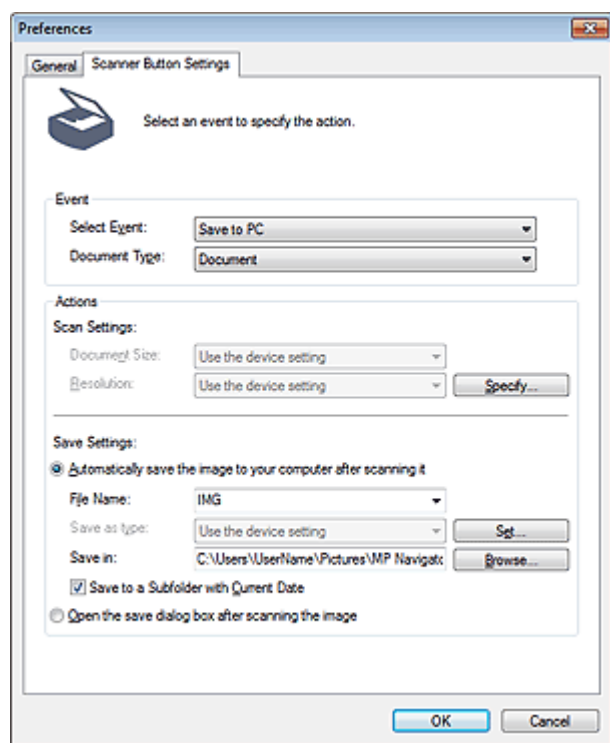 Preferences
General Scanner Button Settings
Select an event to specify the action.
Event
Select Event: Save to PC
Document Type: Document
Actions
Scan Settings:
Document Size: Use the device setting
Resolution: Use the device setting Specify...
Save Settings:
Automatically save the image to your computer after scanning it
File Name: IMG
Save as type: Use the device setting Set...
Save in: C:\Users\UserName\Pictures\MP Navigato Browse...
Save to a Subfolder with Current Date
Open the save dialog box after scanning the image
OK Cancel